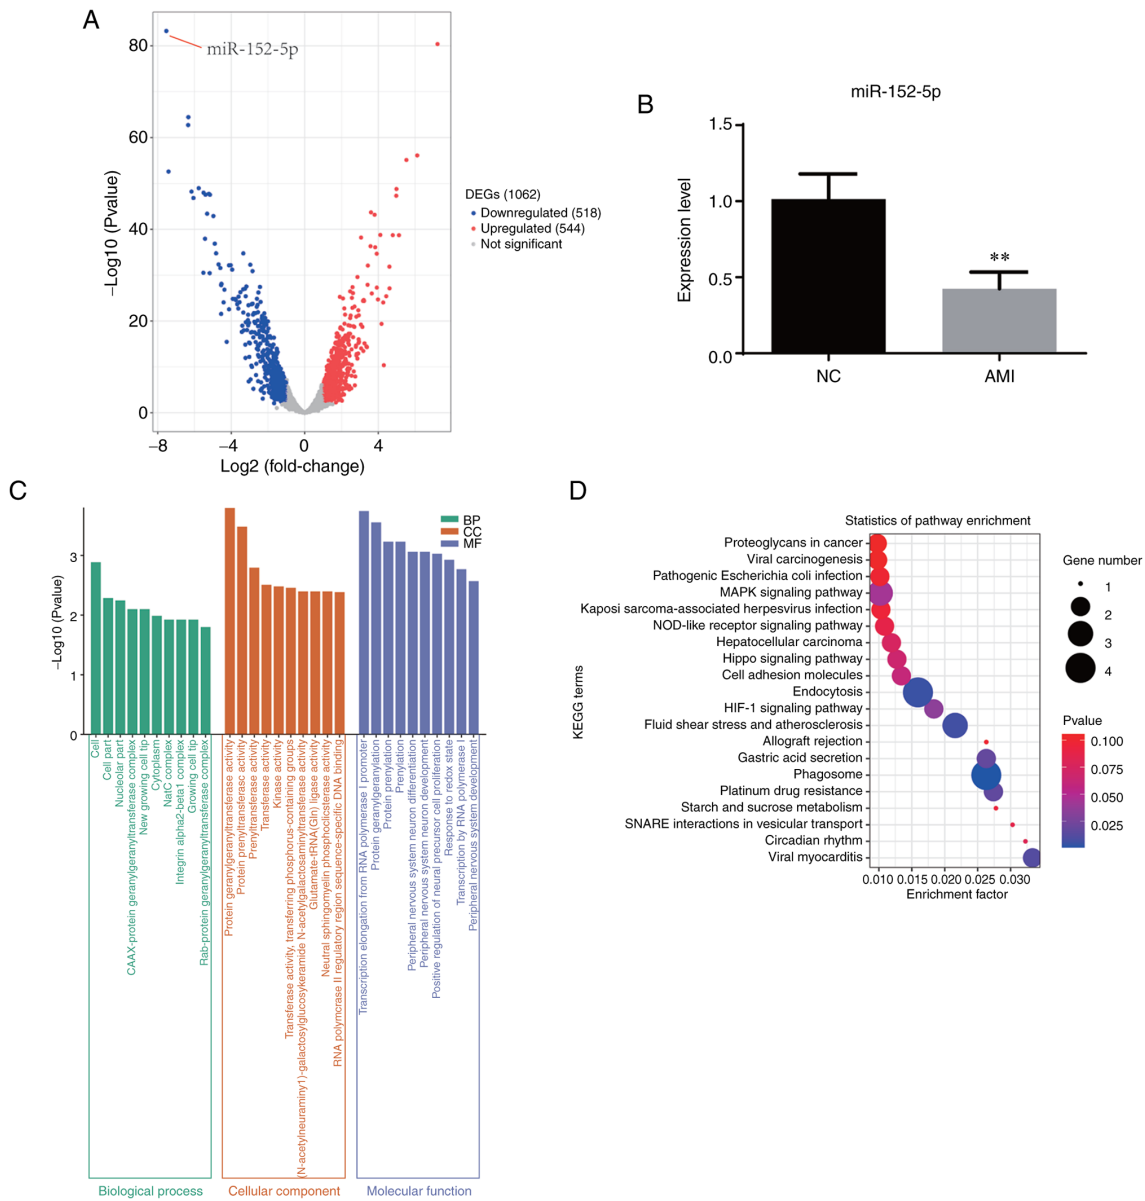 A
80
60
40
20
0
−8
−4
0
4
−Log10 (Pvalue)
Log2 (fold-change)
miR-152-5p
DEGs (1062)
Downregulated (518)
Upregulated (544)
Not significant
B
miR-152-5p
1.5
1.0
0.5
0.0
Expression level
**
NC
AMI
C
3
2
1
0
−Log10 (Pvalue)
BP
CC
MF
Cell
Cell part
Nucleolar part
CAAX-protein geranylgeranyltransferase complex
New growing cell tip
Cytoplasm
NatC complex
Integrin alpha2-beta1 complex
Growing cell tip
Rab-protein geranylgeranyltransferase complex
Protein geranylgeranyltransferase activity
Protein prenyltransferasc activity
Prenyltransferase activity
Transferase activity
Kinase activity
Transferase activity, transferring phosphorus-containing groups
(N-acetylneuraminy1)-galactosylglucosykeramide N-acetylgalactosaminyltransferase activity
Glutamate-tRNA(Gln) ligase activity
Neutral sphingomyelin phosphociicsterase activity
RNA polymcrase II regulatory region sequence-specific DNA binding
Transcription elongation from RNA polymerase I promoter
Protein geranylgeranylation
Protein prenylation
Prenylation
Peripheral nervous system neuron differentiation
Peripheral nervous system neuron development
Positive regulation of neural precursor cell proliferation
Response to redox state
Transcription by RNA polymerase I
Peripheral nervous system development
Biological process
Cellular component
Molecular function
D
Statistics of pathway enrichment
KEGG terms
Proteoglycans in cancer
Viral carcinogenesis
Pathogenic Escherichia coli infection
MAPK signaling pathway
Kaposi sarcoma-associated herpesvirus infection
NOD-like receptor signaling pathway
Hepatocellular carcinoma
Hippo signaling pathway
Cell adhesion molecules
Endocytosis
HIF-1 signaling pathway
Fluid shear stress and atherosclerosis
Allograft rejection
Gastric acid secretion
Phagosome
Platinum drug resistance
Starch and sucrose metabolism
SNARE interactions in vesicular transport
Circadian rhythm
Viral myocarditis
0.010 0.015 0.020 0.025 0.030
Enrichment factor
Gene number
1
2
3
4
Pvalue
0.100
0.075
0.050
0.025